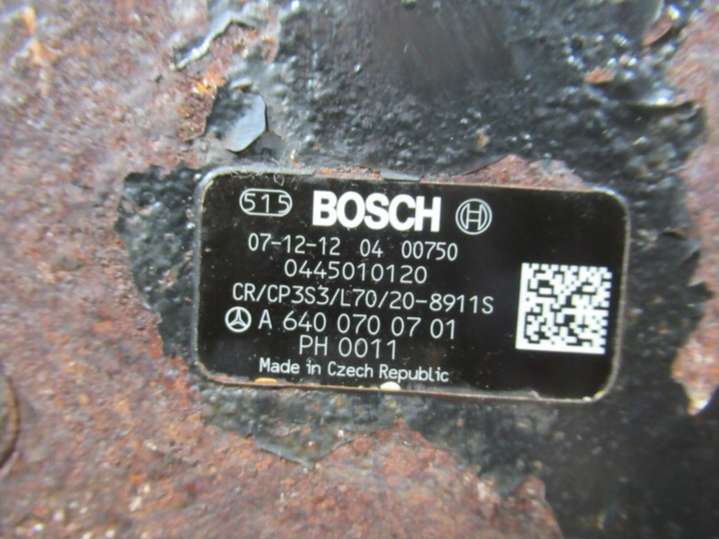 515 BOSCH
07-12-12 04 00750
0445010120
CR/CP3S3/L70/20-8911S
A 640 070 07 01
PH 0011
Made in Czech Republic